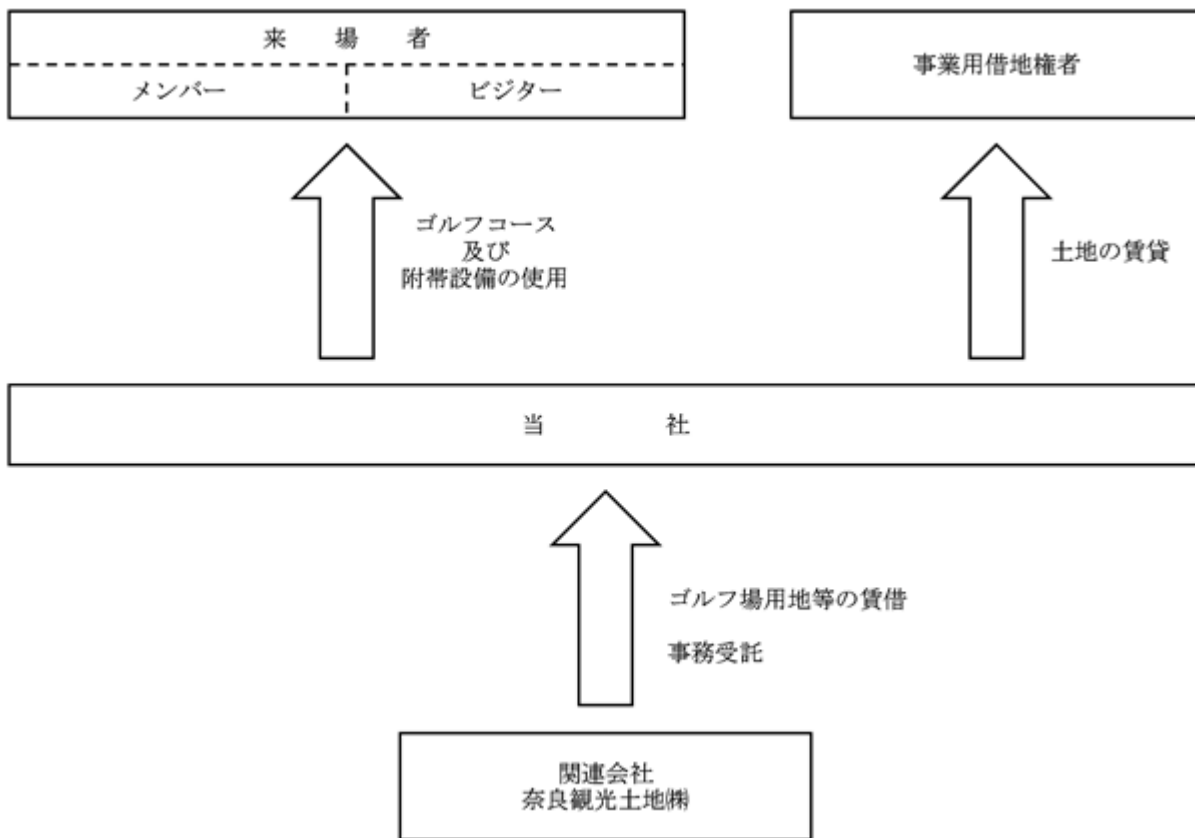 来場者
メンバー ビジター
事業用借地権者
ゴルフコース
及び
附帯設備の使用
土地の賃貸
当社
ゴルフ場用地等の賃借
事務受託
関連会社
奈良観光土地㈱